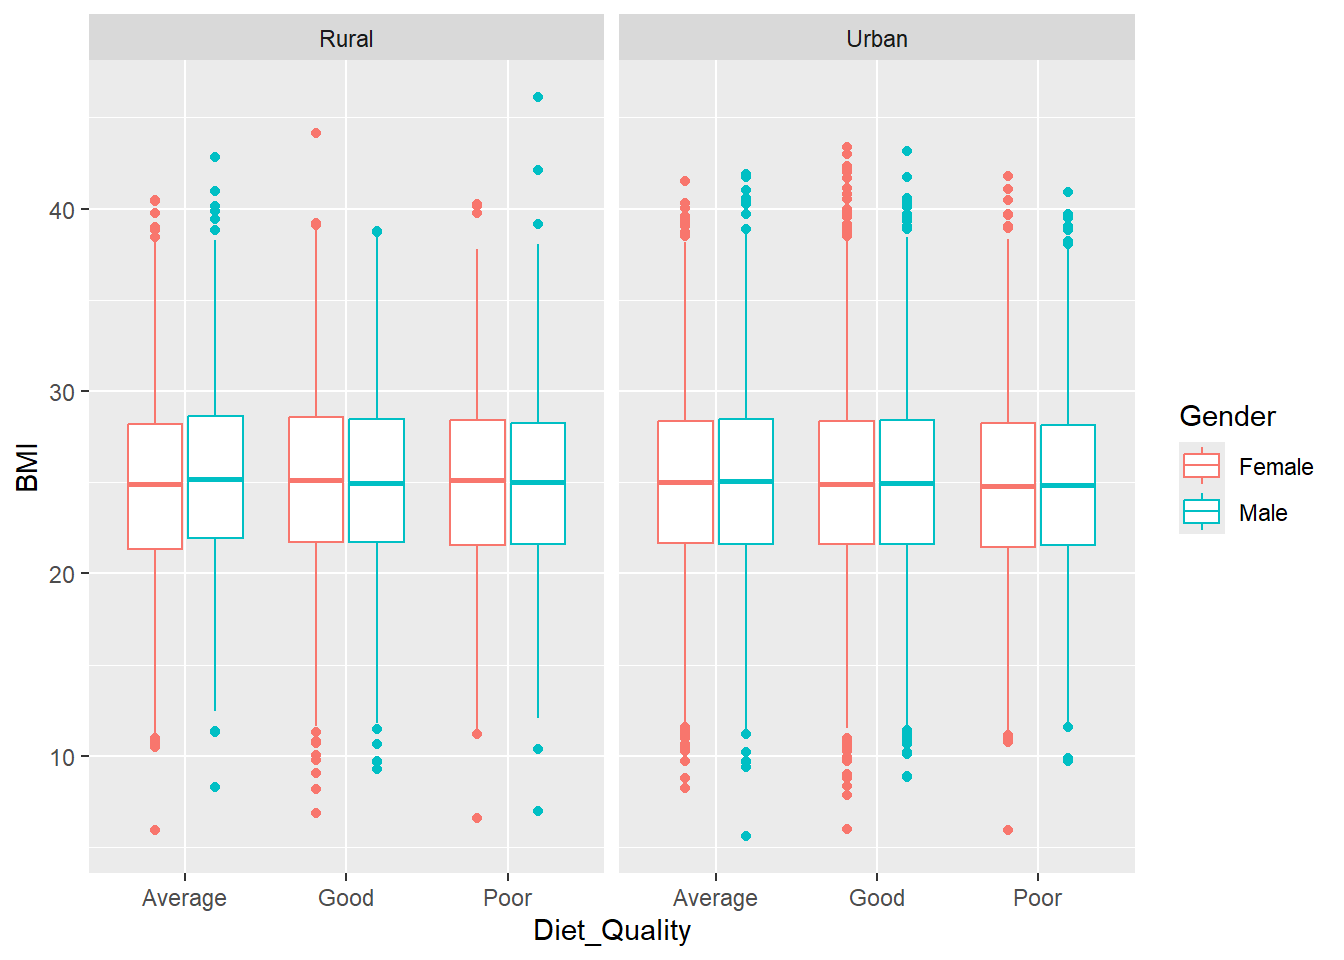 Rural
Urban
BMI
40
30
20
10
Average
Good
Poor
Average
Good
Poor
Diet_Quality
Gender
Female
Male